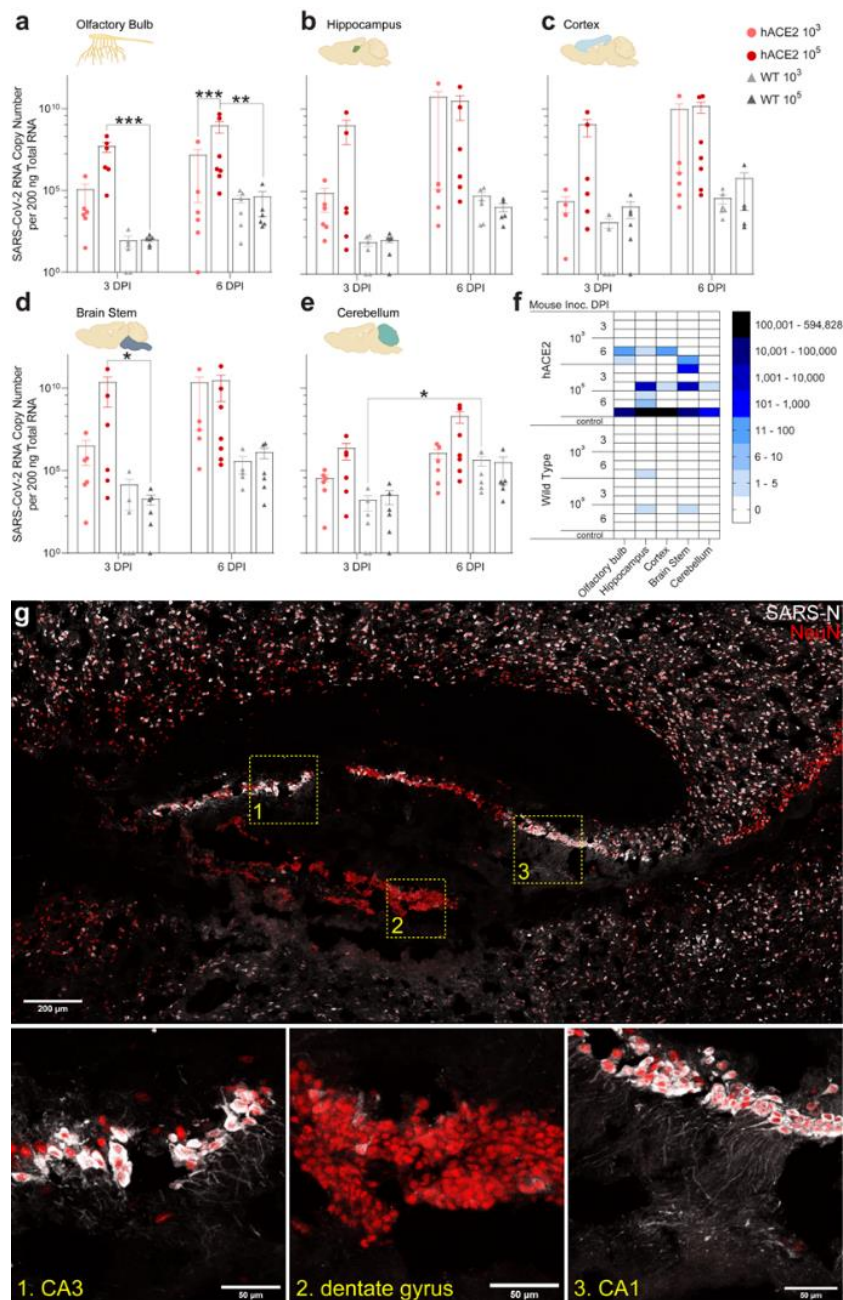 a
Olfactory Bulb
b
Hippocampus
c
Cortex
hACE2 10³
hACE2 10⁵
WT 10³
WT 10⁵
SARS-CoV-2 RNA Copy Number
per 200 ng Total RNA
10¹⁰
10⁵
10⁰
***
***
**
3 DPI
6 DPI
3 DPI
6 DPI
3 DPI
6 DPI
d
Brain Stem
e
Cerebellum
SARS-CoV-2 RNA Copy Number
per 200 ng Total RNA
10¹⁰
10⁵
10⁰
*
*
3 DPI
6 DPI
3 DPI
6 DPI
f
Mouse Inoc. DPI
hACE2
10³
3
6
10⁵
3
6
control
Wild Type
10³
3
6
10⁵
3
6
control
Olfactory bulb
Hippocampus
Cortex
Brain Stem
Cerebellum
100,001 - 594,828
10,001 - 100,000
1,001 - 10,000
101 - 1,000
11 - 100
6 - 10
1 - 5
0
g
SARS-N
NeuN
1
2
3
200 µm
1. CA3
50 µm
2. dentate gyrus
50 µm
3. CA1
50 µm